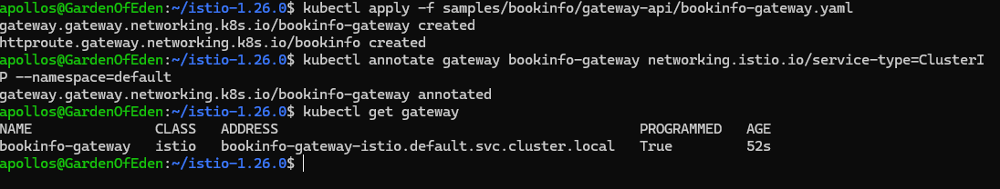 apollos@GardenOfEden:~/istio-1.26.0$ kubectl apply -f samples/bookinfo/gateway-api/bookinfo-gateway.yaml
gateway.gateway.networking.k8s.io/bookinfo-gateway created
httproute.gateway.networking.k8s.io/bookinfo created
apollos@GardenOfEden:~/istio-1.26.0$ kubectl annotate gateway bookinfo-gateway networking.istio.io/service-type=ClusterI
P --namespace=default
gateway.gateway.networking.k8s.io/bookinfo-gateway annotated
apollos@GardenOfEden:~/istio-1.26.0$ kubectl get gateway
NAME CLASS ADDRESS PROGRAMMED AGE
bookinfo-gateway istio bookinfo-gateway-istio.default.svc.cluster.local True 52s
apollos@GardenOfEden:~/istio-1.26.0$